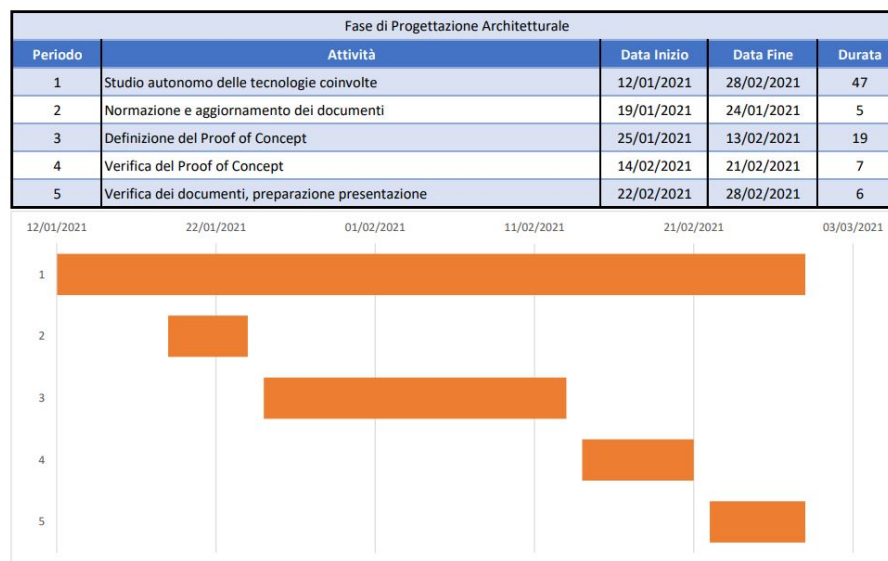 Fase di Progettazione Architetturale
Periodo Attività Data Inizio Data Fine Durata
1 Studio autonomo delle tecnologie coinvolte 12/01/2021 28/02/2021 47
2 Normazione e aggiornamento dei documenti 19/01/2021 24/01/2021 5
3 Definizione del Proof of Concept 25/01/2021 13/02/2021 19
4 Verifica del Proof of Concept 14/02/2021 21/02/2021 7
5 Verifica dei documenti, preparazione presentazione 22/02/2021 28/02/2021 6
12/01/2021 22/01/2021 01/02/2021 11/02/2021 21/02/2021 03/03/2021
1
2
3
4
5